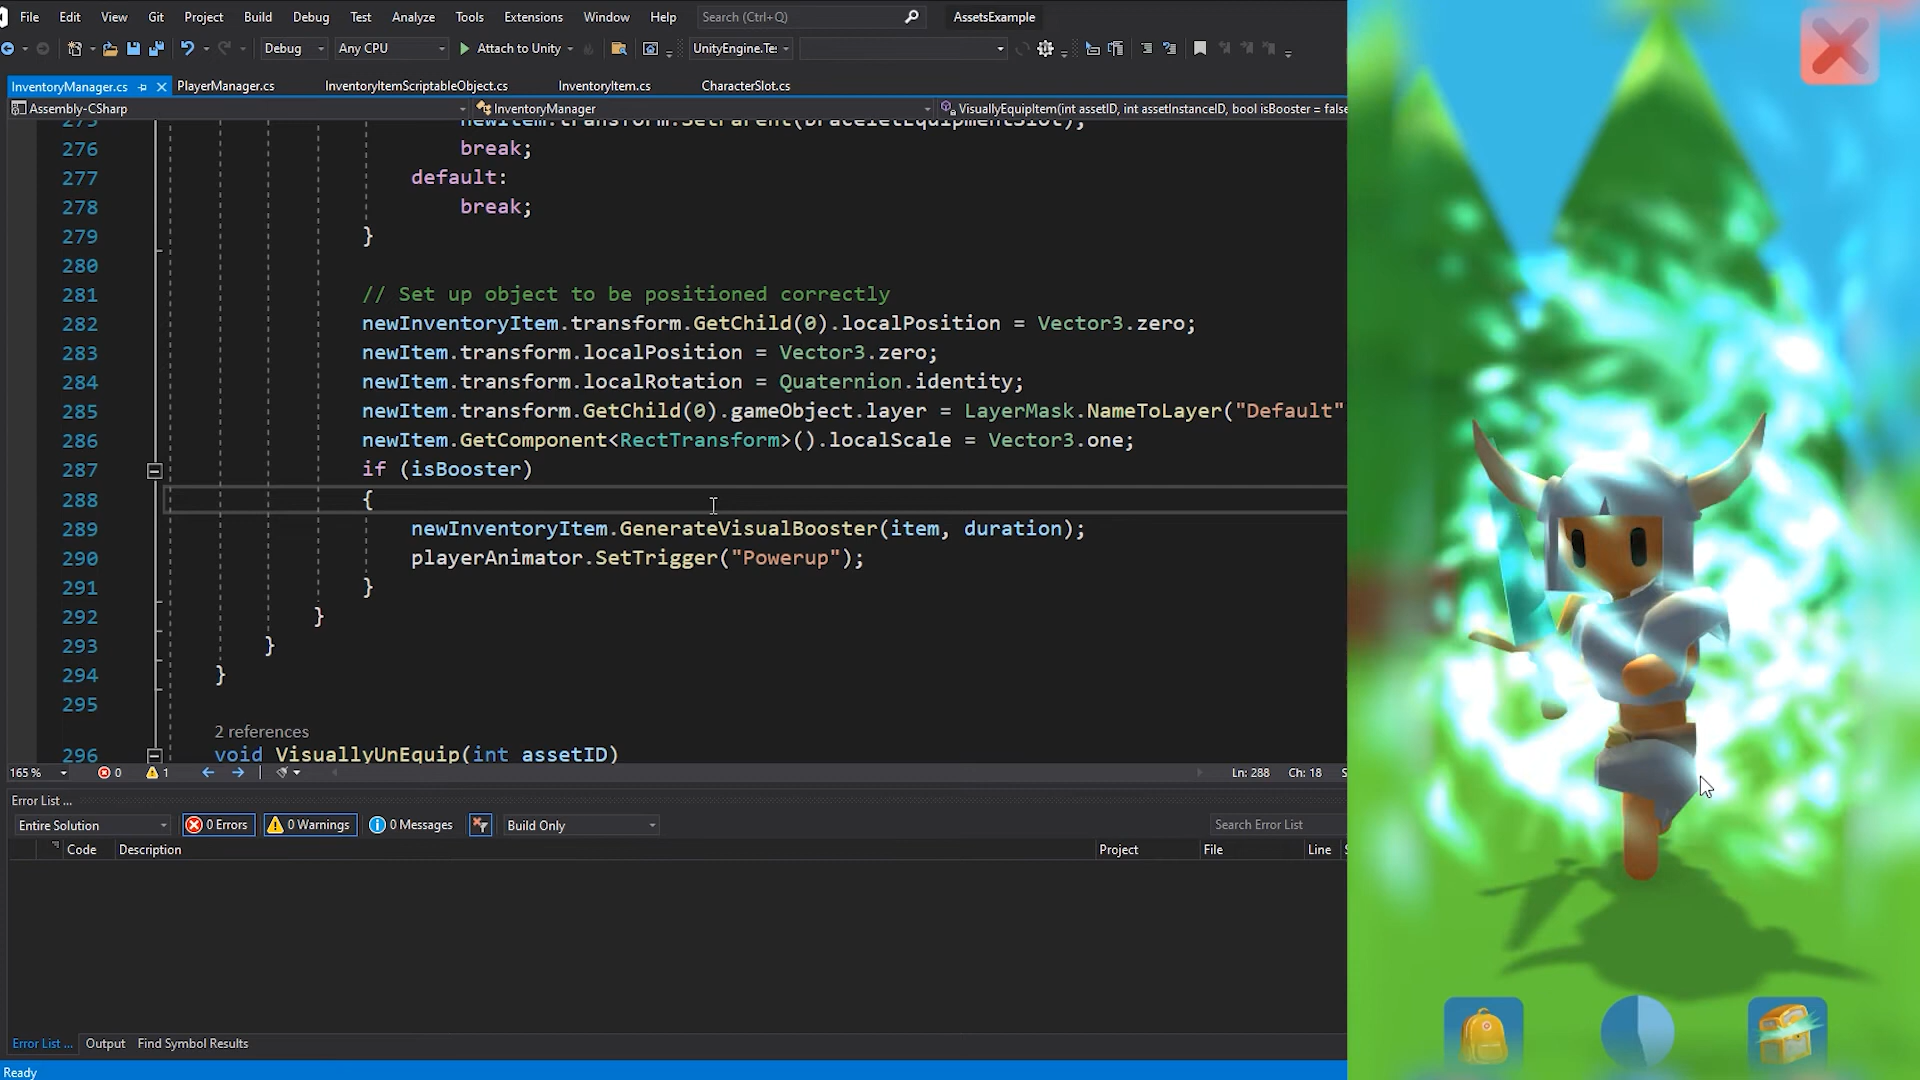 File Edit View Git Project Build Debug Test Analyze Tools Extensions Window Help Search (Ctrl+Q) AssetsExample
Debug Any CPU Attach to Unity UnityEngine.Te
InventoryManager.cs PlayerManager.cs InventoryItemScriptableObject.cs InventoryItem.cs CharacterSlot.cs
Assembly-CSharp InventoryManager VisuallyEquipItem(int assetID, int assetInstanceID, bool isBooster = false
275 newItem.transform.SetParent(braceletEquipmentSlot);
276 break;
277 default:
278 break;
279 }
280
281 // Set up object to be positioned correctly
282 newInventoryItem.transform.GetChild(0).localPosition = Vector3.zero;
283 newItem.transform.localPosition = Vector3.zero;
284 newItem.transform.localRotation = Quaternion.identity;
285 newItem.transform.GetChild(0).gameObject.layer = LayerMask.NameToLayer("Default"
286 newItem.GetComponent<RectTransform>().localScale = Vector3.one;
287 if (isBooster)
288 {
289 newInventoryItem.GenerateVisualBooster(item, duration);
290 playerAnimator.SetTrigger("Powerup");
291 }
292 }
293 }
294 }
295
2 references
296 void VisuallyUnEquip(int assetID)
165 % 0 1 Ln: 288 Ch: 18 S
Error List ...
Entire Solution 0 Errors 0 Warnings 0 Messages Build Only Search Error List
Code Description Project File Line S
Error List ... Output Find Symbol Results
Ready